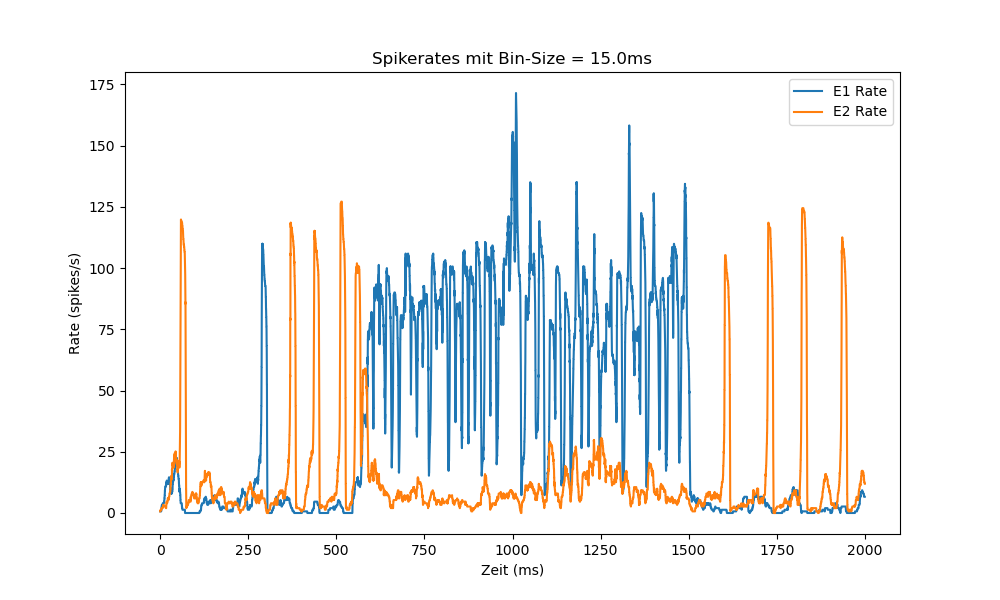 Spikerates mit Bin-Size = 15.0ms
E1 Rate
E2 Rate
Rate (spikes/s)
175
150
125
100
75
50
25
0
0 250 500 750 1000 1250 1500 1750 2000
Zeit (ms)